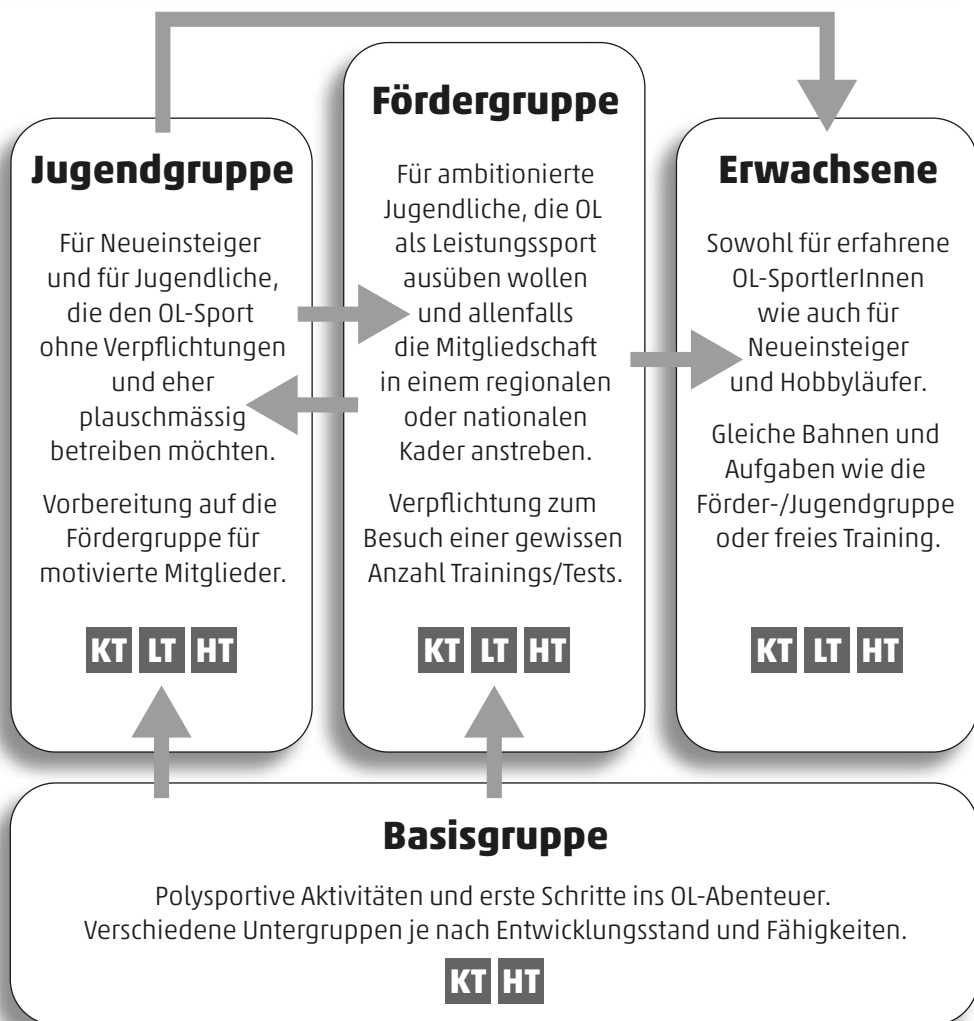 Jugendgruppe
Für Neueinsteiger
und für Jugendliche,
die den OL-Sport
ohne Verpflichtungen
und eher
plauschmässig
betreiben möchten.
Vorbereitung auf die
Fördergruppe für
motivierte Mitglieder.
KT LT HT
Fördergruppe
Für ambitionierte
Jugendliche, die OL
als Leistungssport
ausüben wollen
und allenfalls
die Mitgliedschaft
in einem regionalen
oder nationalen
Kader anstreben.
Verpflichtung zum
Besuch einer gewissen
Anzahl Trainings/Tests.
KT LT HT
Erwachsene
Sowohl für erfahrene
OL-SportlerInnen
wie auch für
Neueinsteiger
und Hobbyläufer.
Gleiche Bahnen und
Aufgaben wie die
Förder-/Jugendgruppe
oder freies Training.
KT LT HT
Basisgruppe
Polysportive Aktivitäten und erste Schritte ins OL-Abenteuer.
Verschiedene Untergruppen je nach Entwicklungsstand und Fähigkeiten.
KT HT